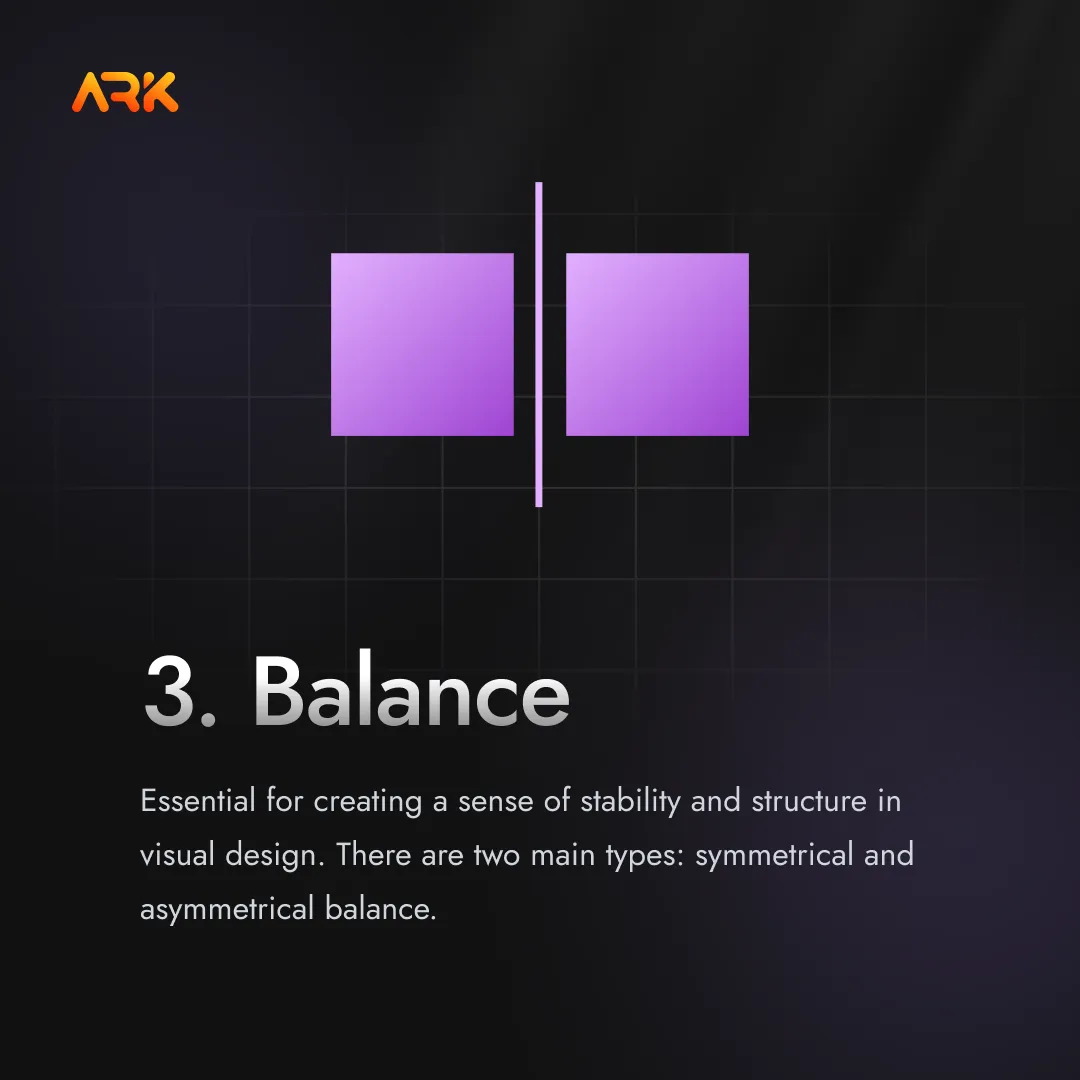 ARK
3. Balance
Essential for creating a sense of stability and structure in
visual design. There are two main types: symmetrical and
asymmetrical balance.